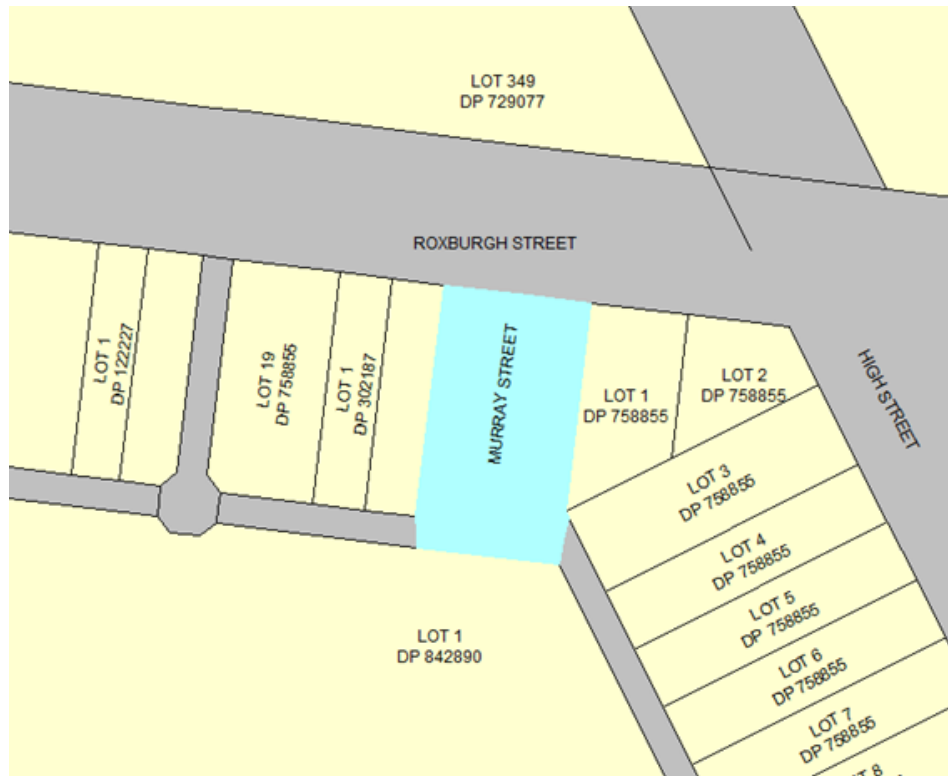 LOT 349
DP 729077
ROXBURGH STREET
LOT 1
DP 122227
LOT 19
DP 758855
LOT 1
DP 302187
MURRAY STREET
LOT 1
DP 758855
LOT 2
DP 758855
HIGH STREET
LOT 3
DP 758855
LOT 4
DP 758855
LOT 5
DP 758855
LOT 6
DP 758855
LOT 7
DP 758855
8
LOT 1
DP 842890